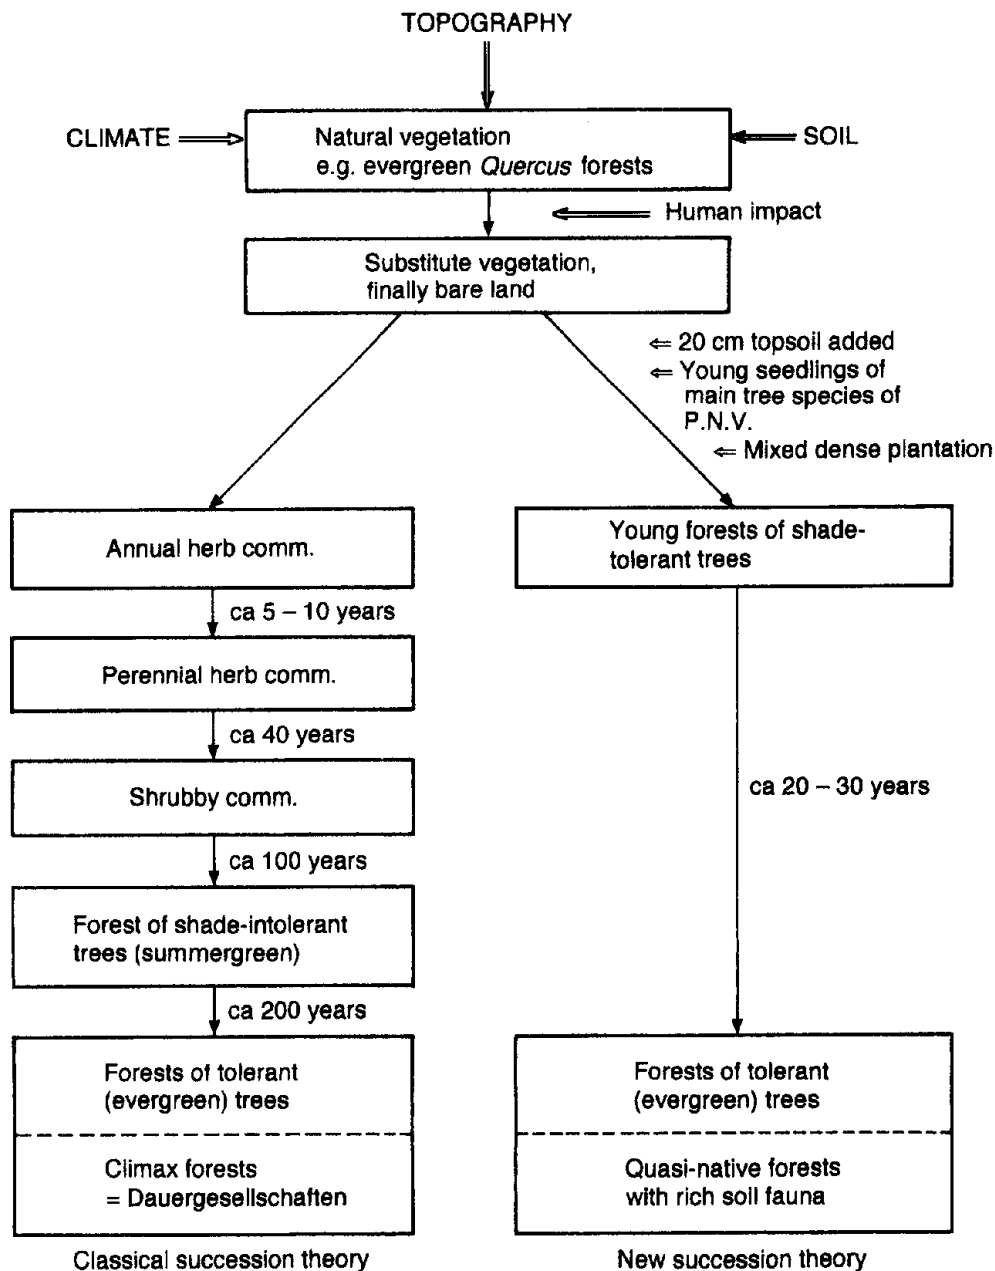 TOPOGRAPHY
CLIMATE
Natural vegetation
e.g. evergreen Quercus forests
SOIL
Human impact
Substitute vegetation,
finally bare land
20 cm topsoil added
Young seedlings of
main tree species of
P.N.V.
Mixed dense plantation
Annual herb comm.
ca 5 – 10 years
Perennial herb comm.
ca 40 years
Shrubby comm.
ca 100 years
Forest of shade-intolerant
trees (summergreen)
ca 200 years
Forests of tolerant
(evergreen) trees
Climax forests
= Dauergesellschaften
Classical succession theory
Young forests of shade-
tolerant trees
ca 20 – 30 years
Forests of tolerant
(evergreen) trees
Quasi-native forests
with rich soil fauna
New succession theory